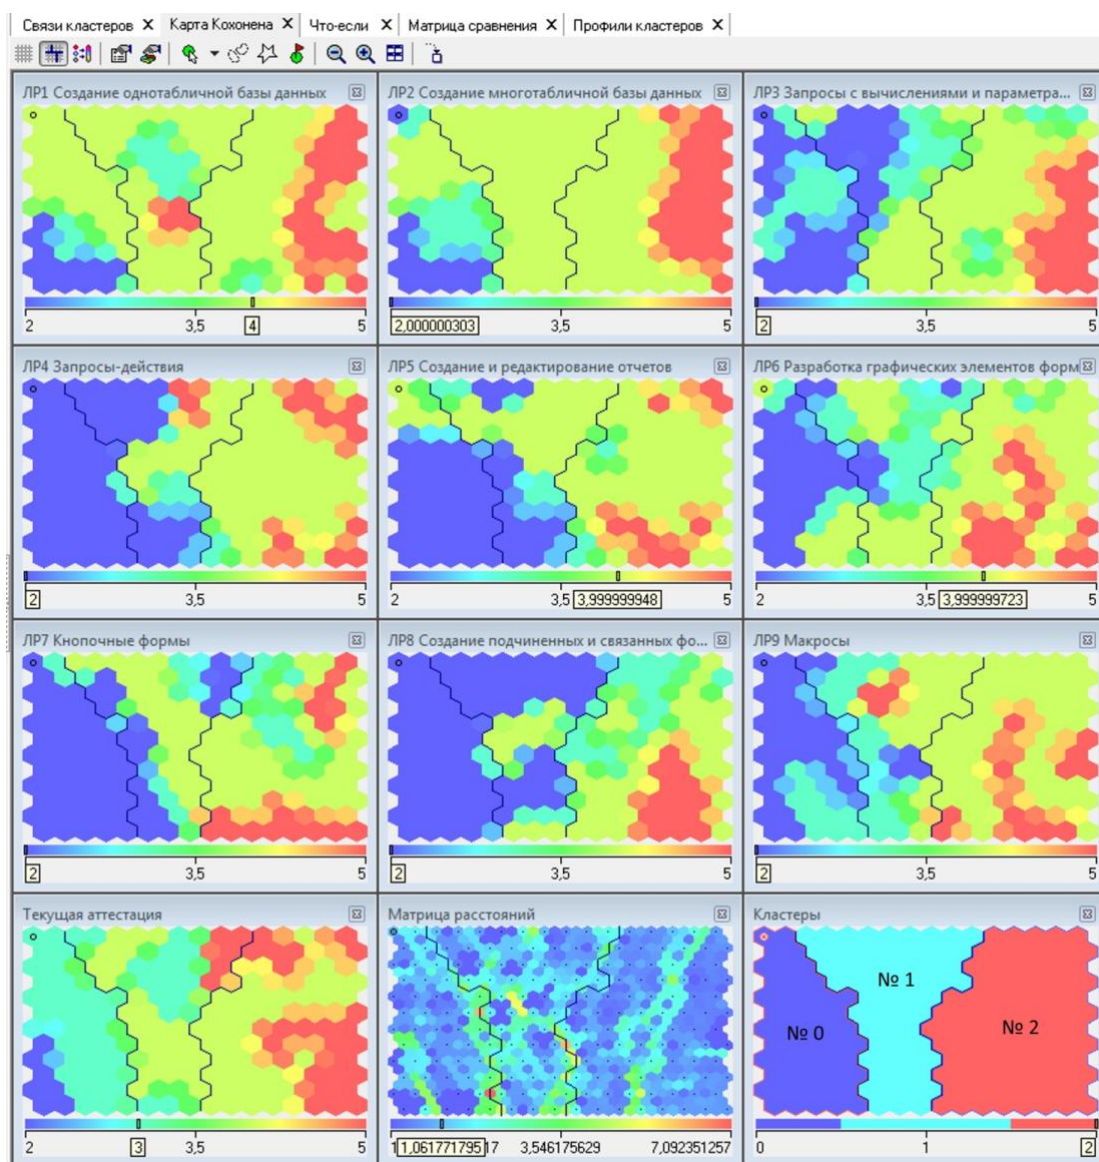 Связи кластеров X Карта Кохонена X Что-если X Матрица сравнения X Профили кластеров X
ЛР1 Создание однотабличной базы данных
ЛР2 Создание многотабличной базы данных
ЛР3 Запросы с вычислениями и параметра...
2 3,5 4 5
2,000000303 3,5 5
2 3,5 5
ЛР4 Запросы-действия
ЛР5 Создание и редактирование отчетов
ЛР6 Разработка графических элементов форм
2 3,5 5
2 3,5 3,999999948 5
2 3,5 3,999999723 5
ЛР7 Кнопочные формы
ЛР8 Создание подчиненных и связанных фо...
ЛР9 Макросы
2 3,5 5
2 3,5 5
2 3,5 5
Текущая аттестация
Матрица расстояний
Кластеры
№ 0
№ 1
№ 2
2 3 3,5 5
1,061771795 17 3,546175629 7,092351257
0 1 2